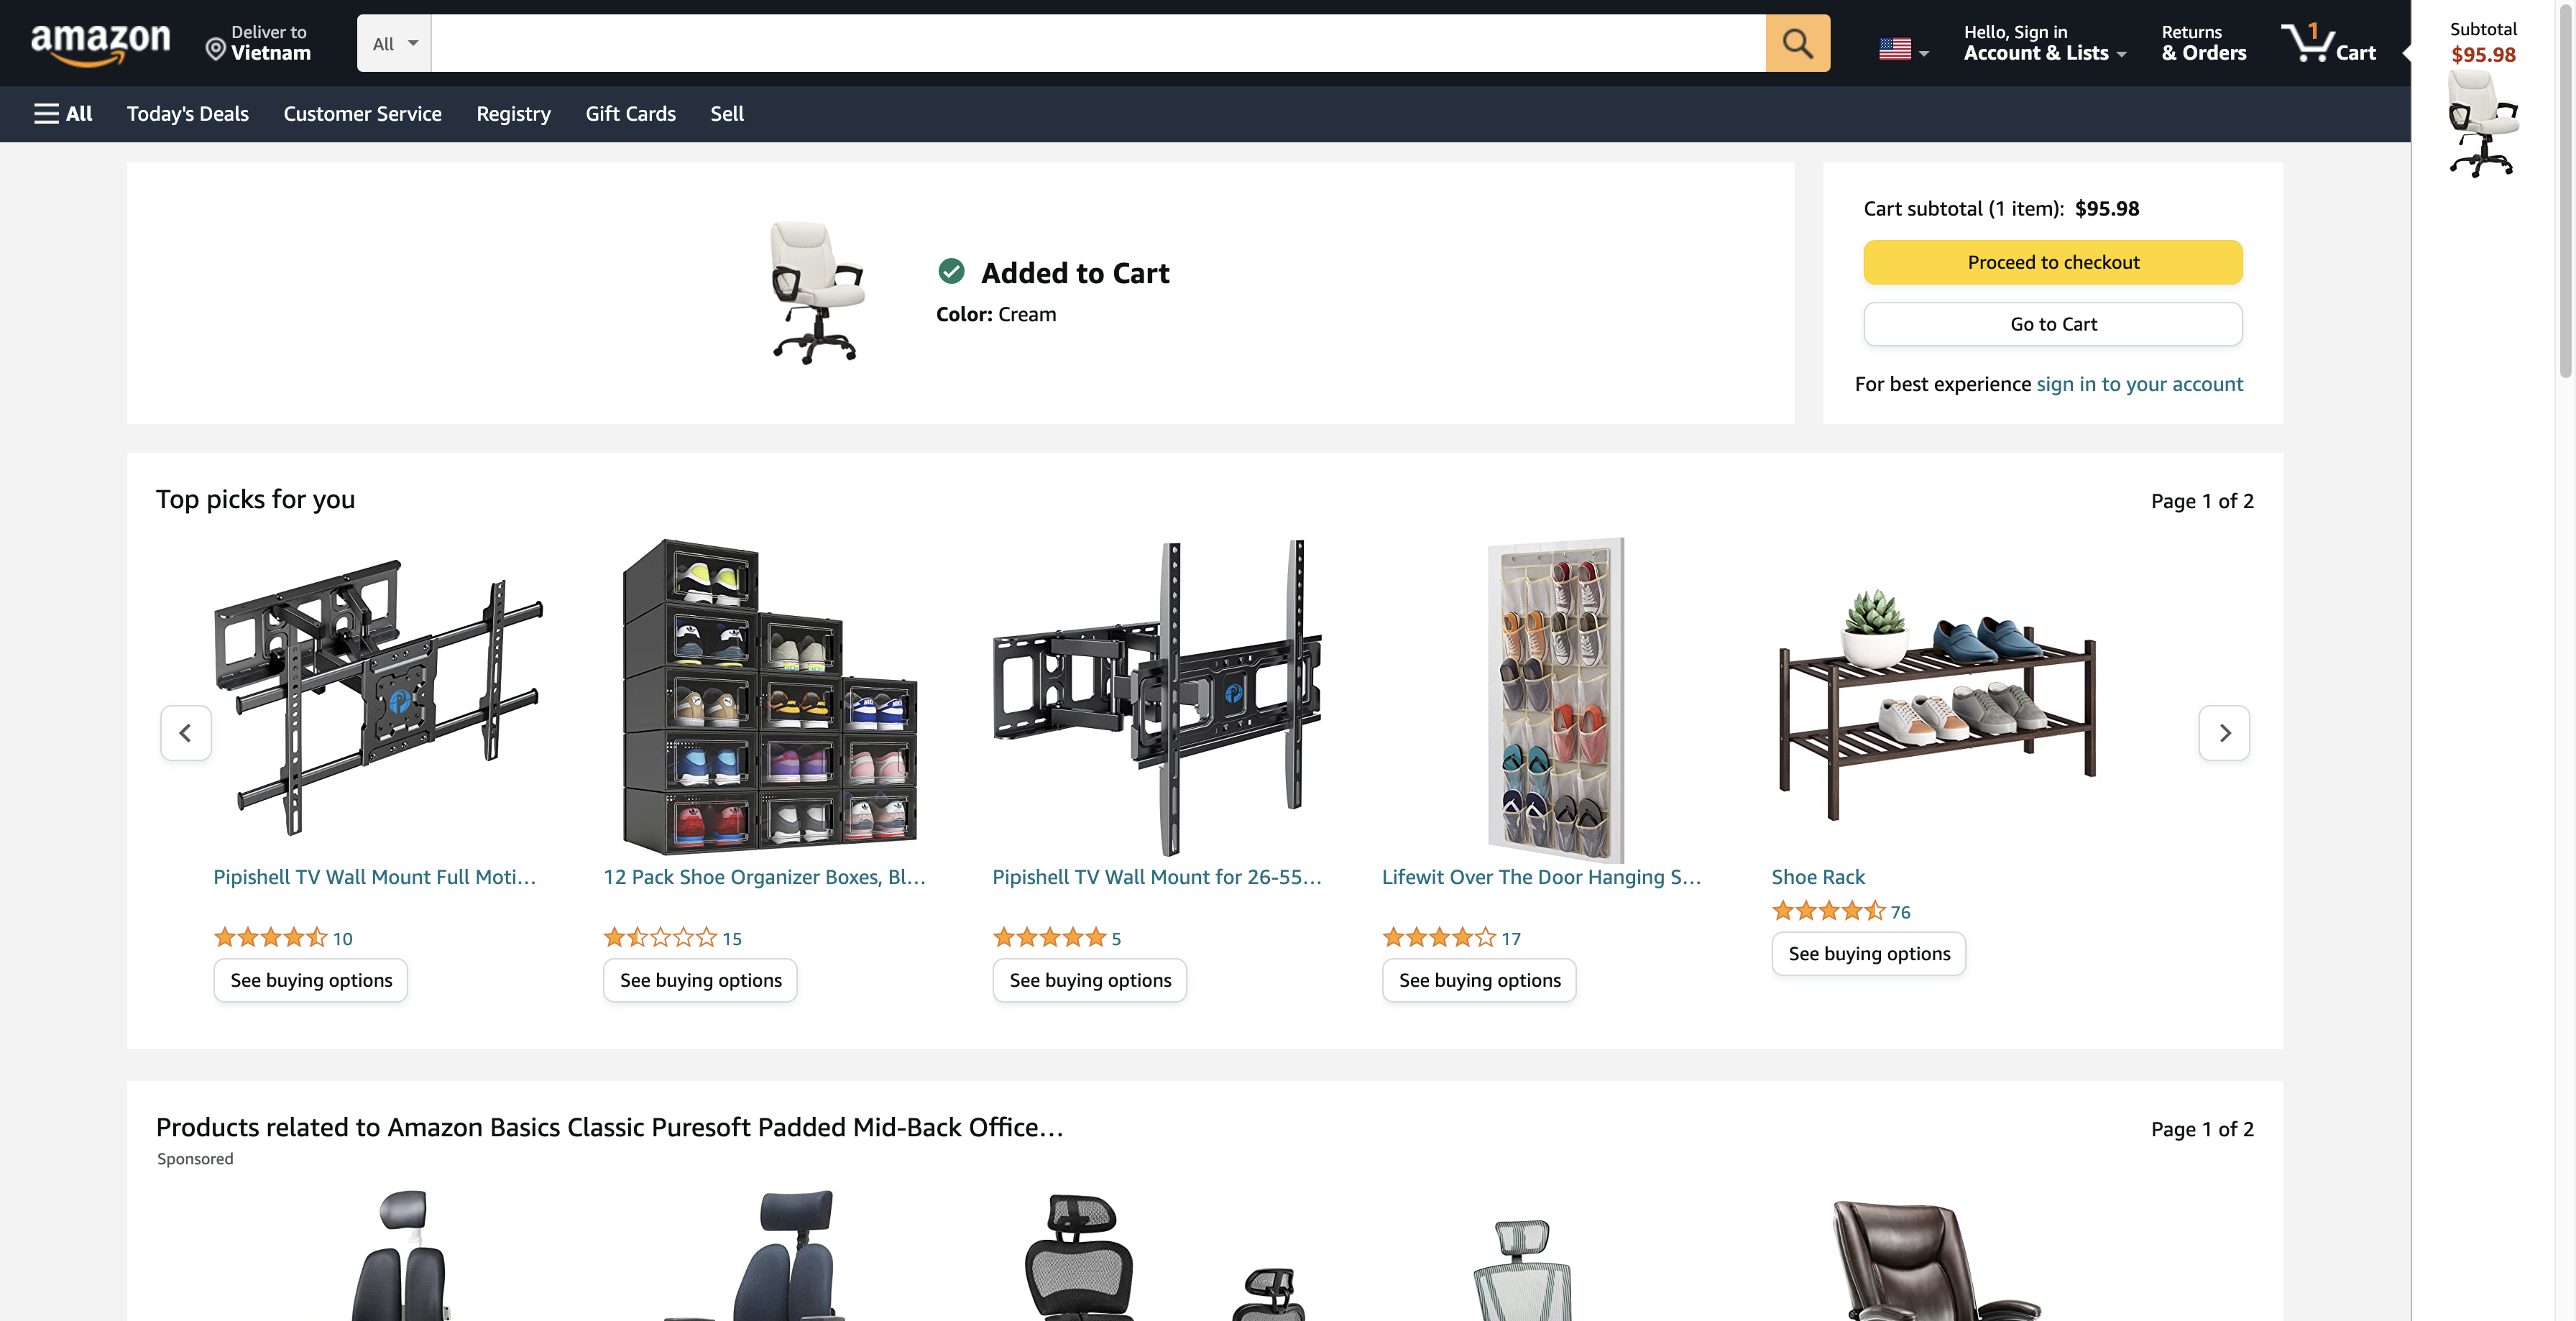 amazon
Deliver to
Vietnam
All
Hello, Sign in
Account & Lists
Returns
& Orders
1
Cart
Subtotal
$95.98
All
Today's Deals
Customer Service
Registry
Gift Cards
Sell
Added to Cart
Color: Cream
Cart subtotal (1 item): $95.98
Proceed to checkout
Go to Cart
For best experience sign in to your account
Top picks for you
Page 1 of 2
Pipishell TV Wall Mount Full Moti...
12 Pack Shoe Organizer Boxes, Bl...
Pipishell TV Wall Mount for 26-55...
Lifewit Over The Door Hanging S...
Shoe Rack
10
15
5
17
76
See buying options
See buying options
See buying options
See buying options
See buying options
Products related to Amazon Basics Classic Puresoft Padded Mid-Back Office...
Page 1 of 2
Sponsored